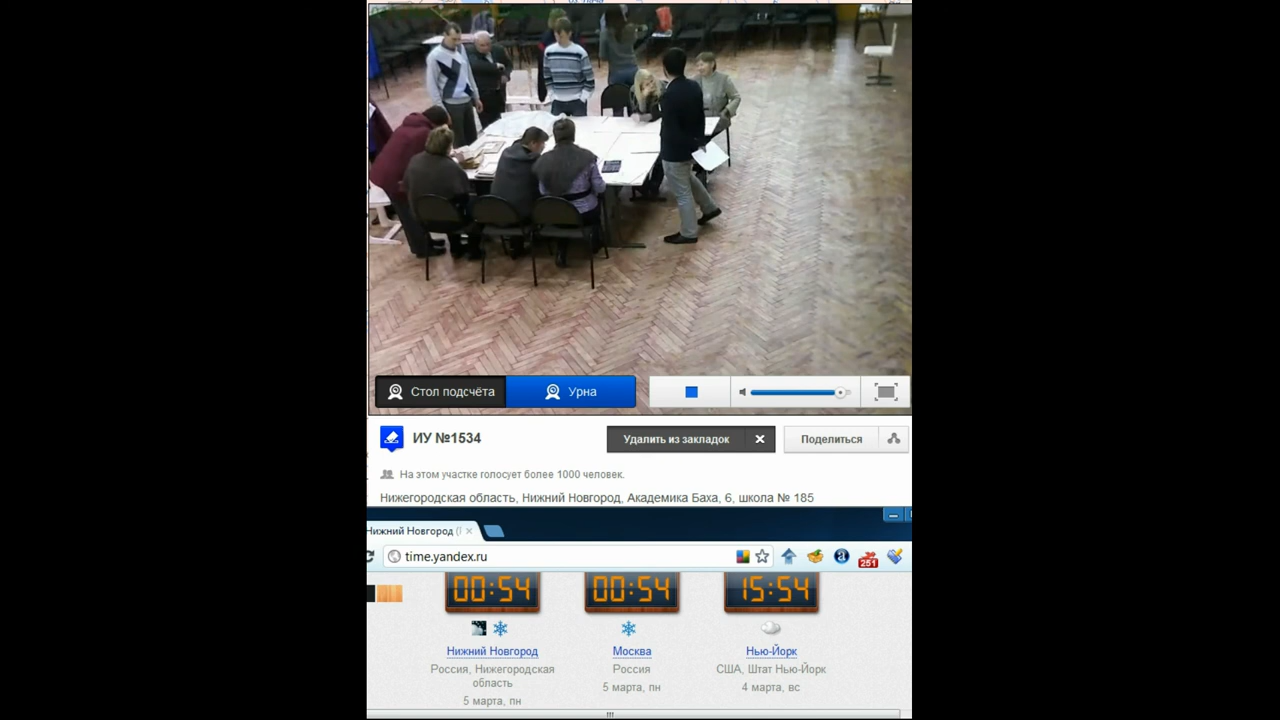 Стол подсчёта
Урна
ИУ №1534
Удалить из закладок
Поделиться
На этом участке голосует более 1000 человек.
Нижегородская область, Нижний Новгород, Академика Баха, 6, школа № 185
Нижний Новгород
time.yandex.ru
251
00:54 00:54 15:54
Нижний Новгород Москва Нью-Йорк
Россия, Нижегородская область
Россия
США, Штат Нью-Йорк
5 марта, пн
5 марта, пн
4 марта, вс